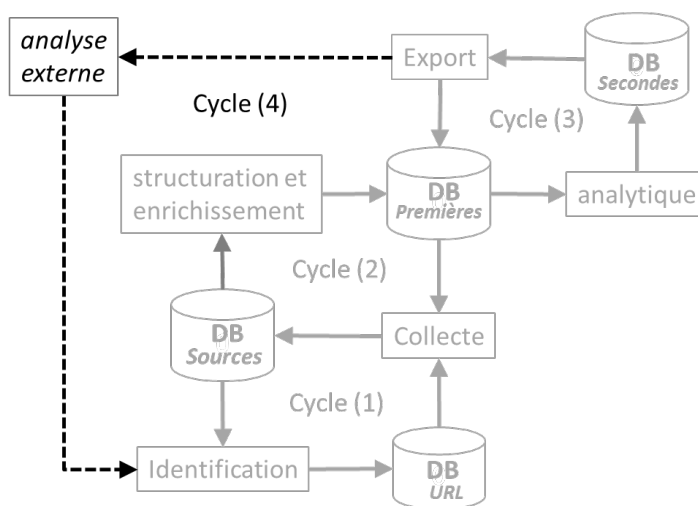 analyse
externe
Export
DB
Secondes
Cycle (4)
Cycle (3)
structuration et
enrichissement
DB
Premières
analytique
Cycle (2)
DB
Sources
Collecte
Cycle (1)
Identification
DB
URL